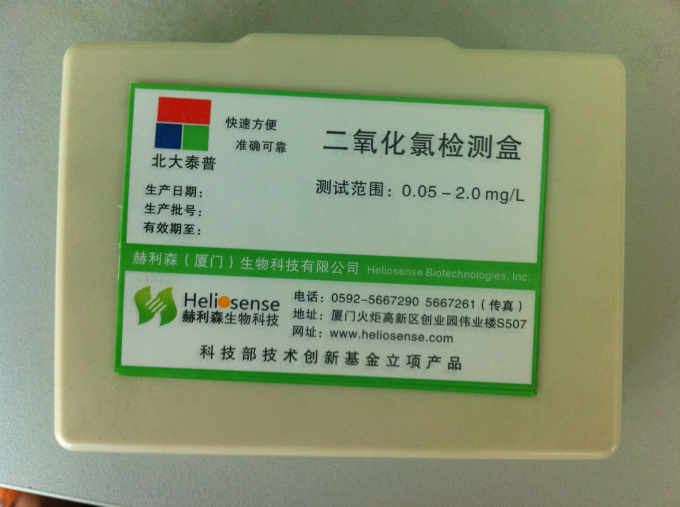 快速方便
准确可靠
北大泰普
二氧化氯检测盒
测试范围：0.05－2.0 mg/L
生产日期：
生产批号：
有效期至：
赫利森（厦门）生物科技有限公司 Heliosense Biotechnologies, Inc.
Heliosense
赫利森生物科技
电话：0592-5667290 5667261（传真）
地址：厦门火炬高新区创业园伟业楼S507
网址：www.heliosense.com
科技部技术创新基金立项产品